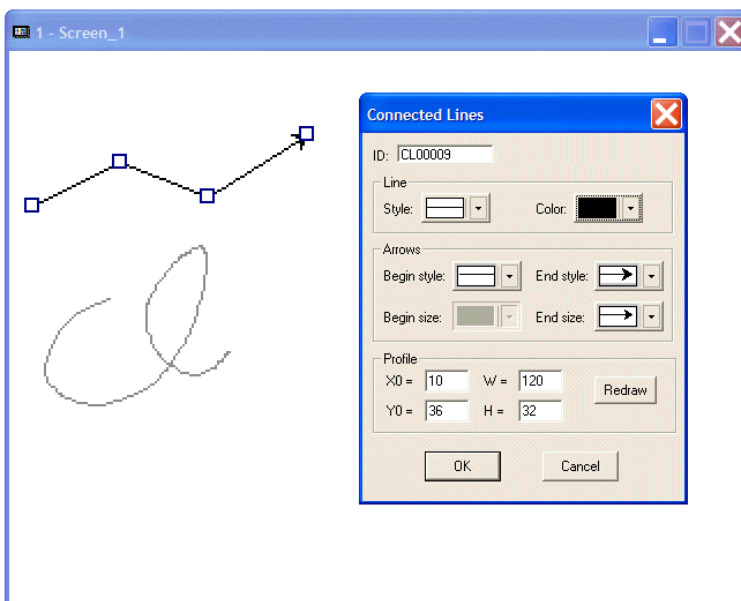 1 - Screen_1
Connected Lines
ID: CL00009
Line
Style: Color:
Arrows
Begin style: End style:
Begin size: End size:
Profile
X0 = 10 W = 120
Y0 = 36 H = 32
Redraw
OK Cancel